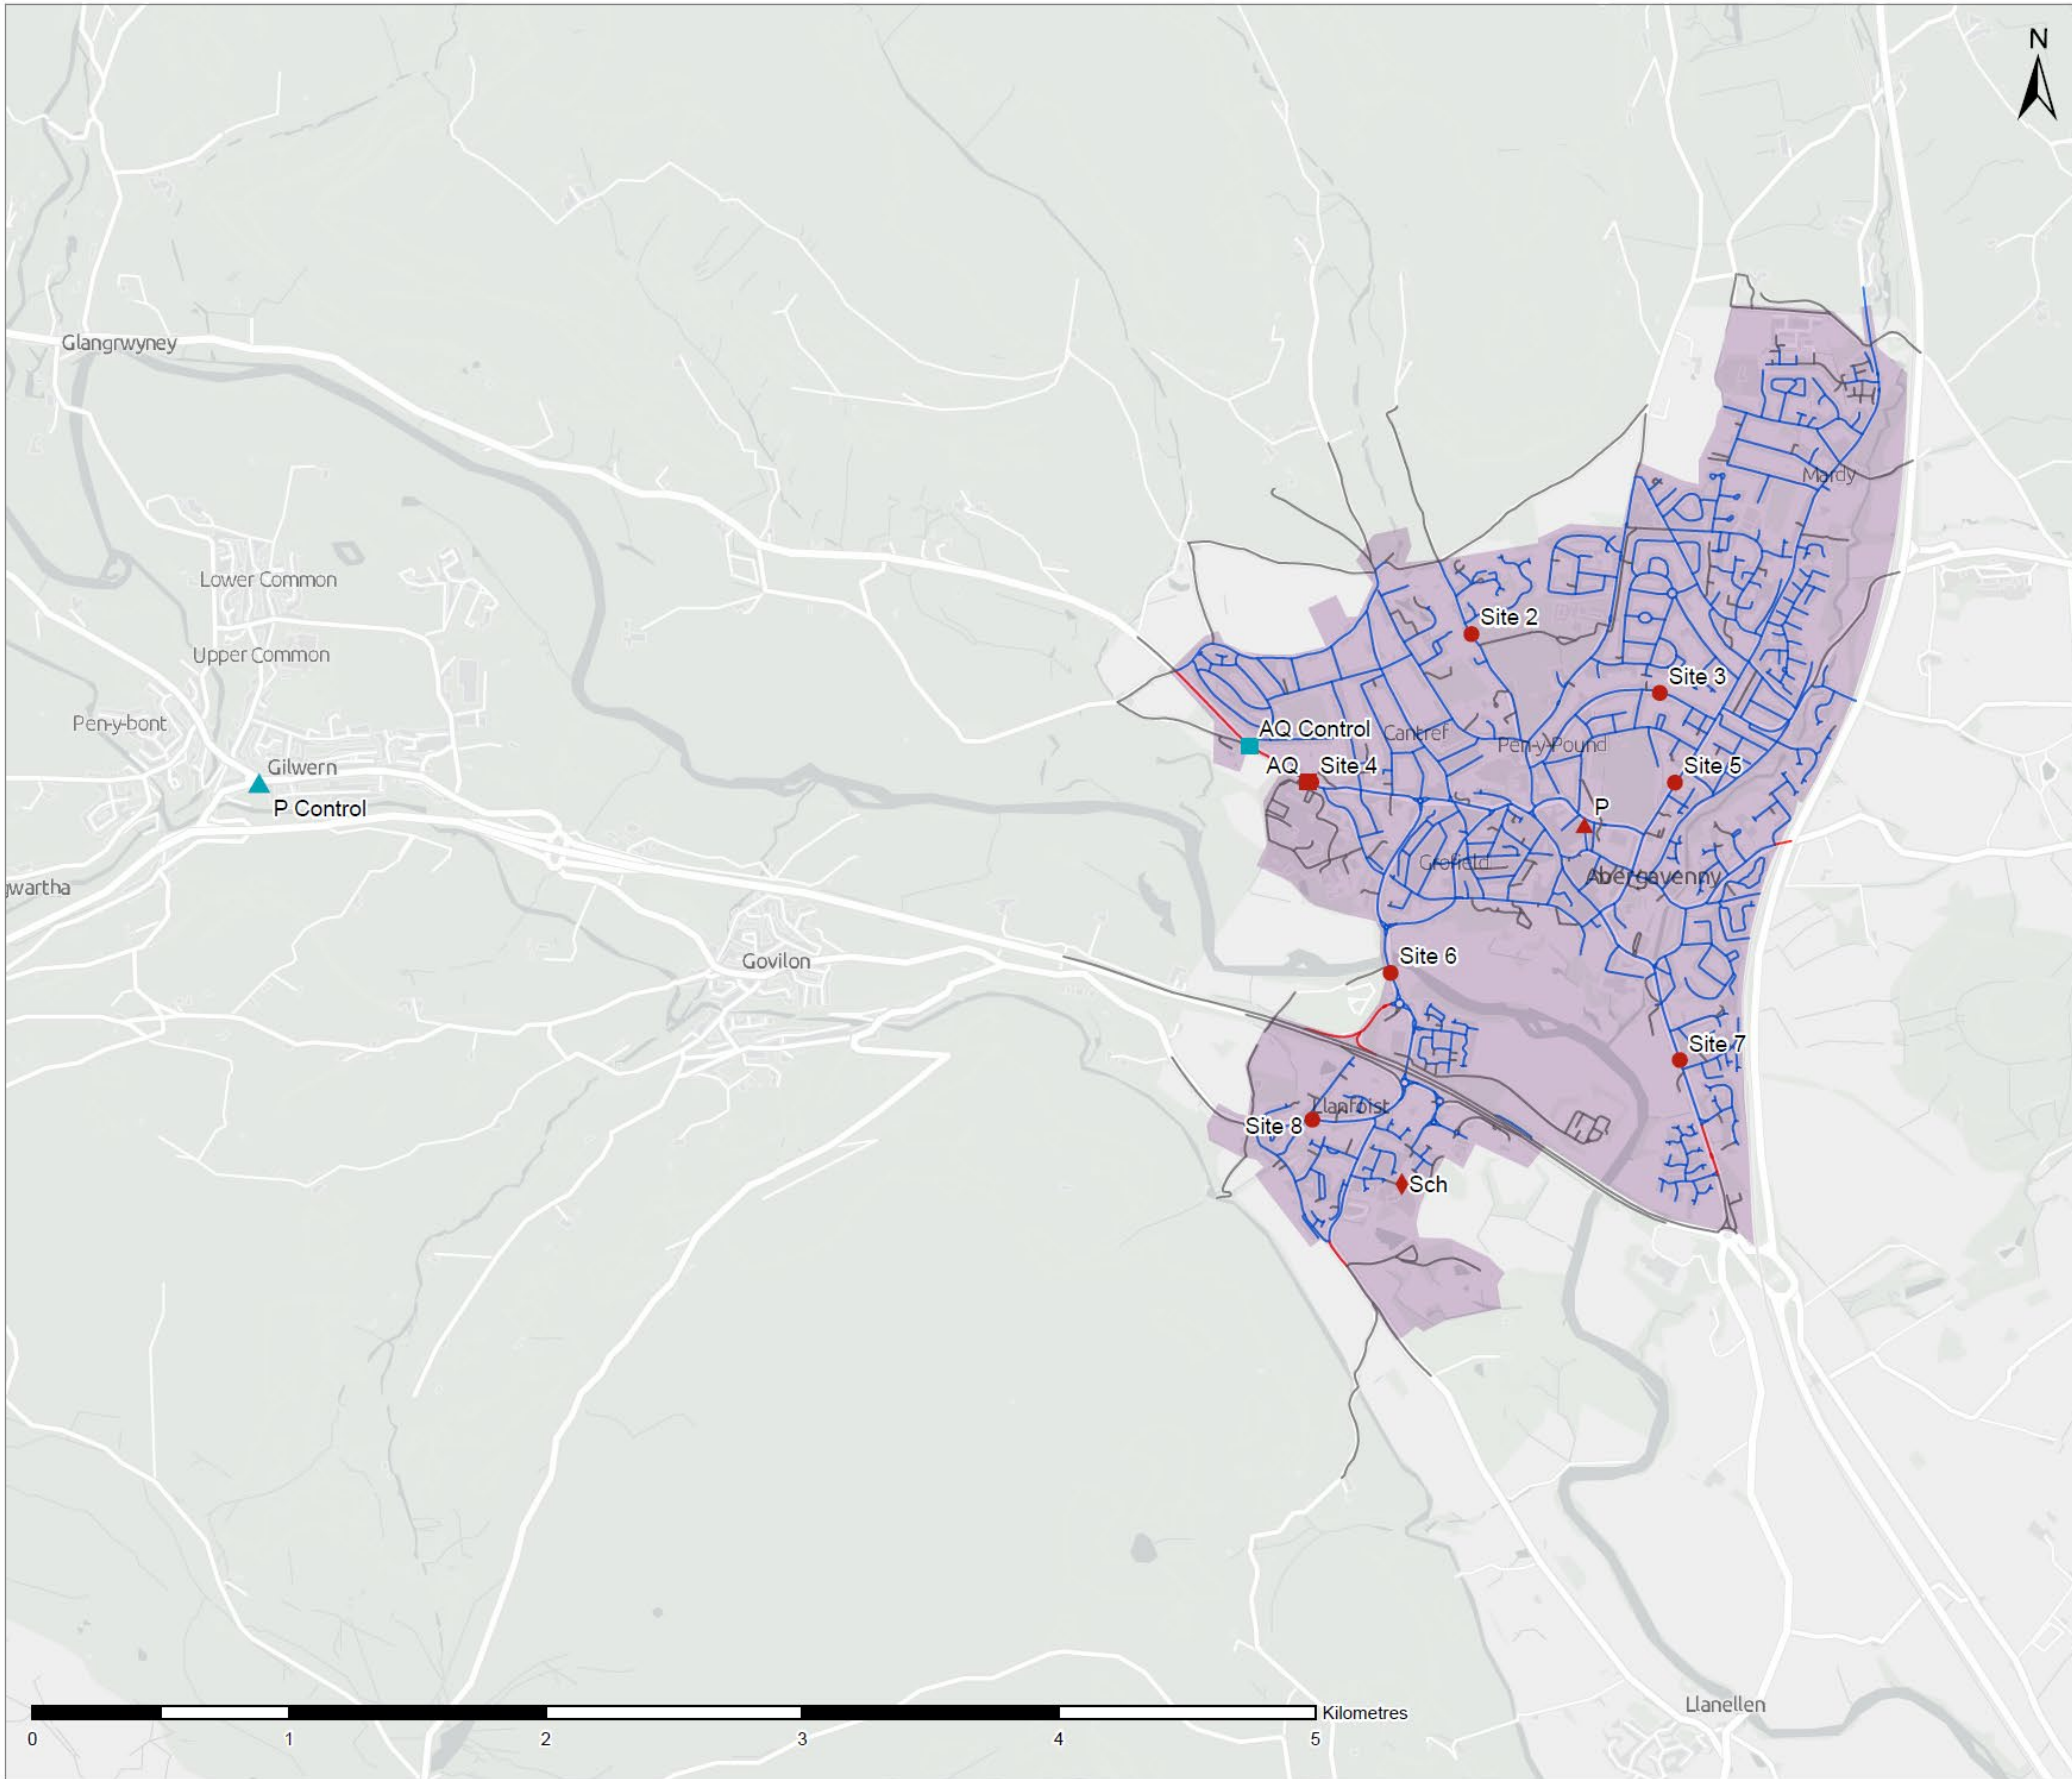 N
Glangrwyney
Mardy
Lower Common
Site 2
Upper Common
Site 3
Pen-y-bont
AQ Control
Cantref
Pen-y-Pound
Gilwern
AQ
Site 4
Site 5
P Control
P
Grofield
Abergavenny
gwartha
Site 6
Govilon
Site 7
Llanfoist
Site 8
Sch
Llanellen
Kilometres
0 1 2 3 4 5